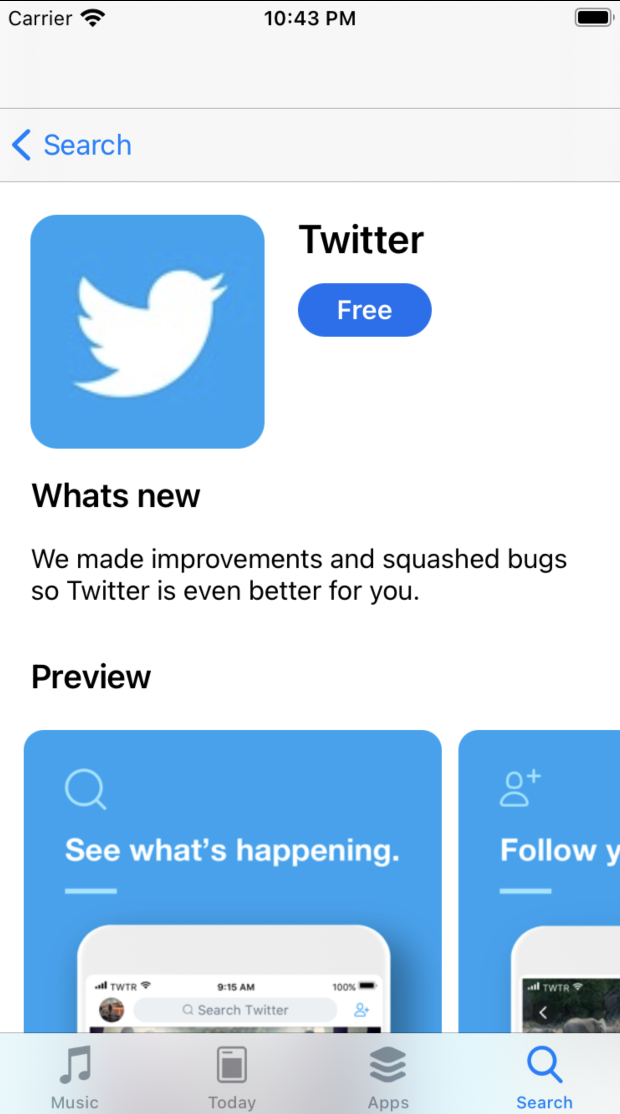 Carrier 10:43 PM
Search
Twitter
Free
Whats new
We made improvements and squashed bugs
so Twitter is even better for you.
Preview
See what's happening.
Follow y
TWTR 9:15 AM 100%
TWTR
Search Twitter
Music Today Apps Search